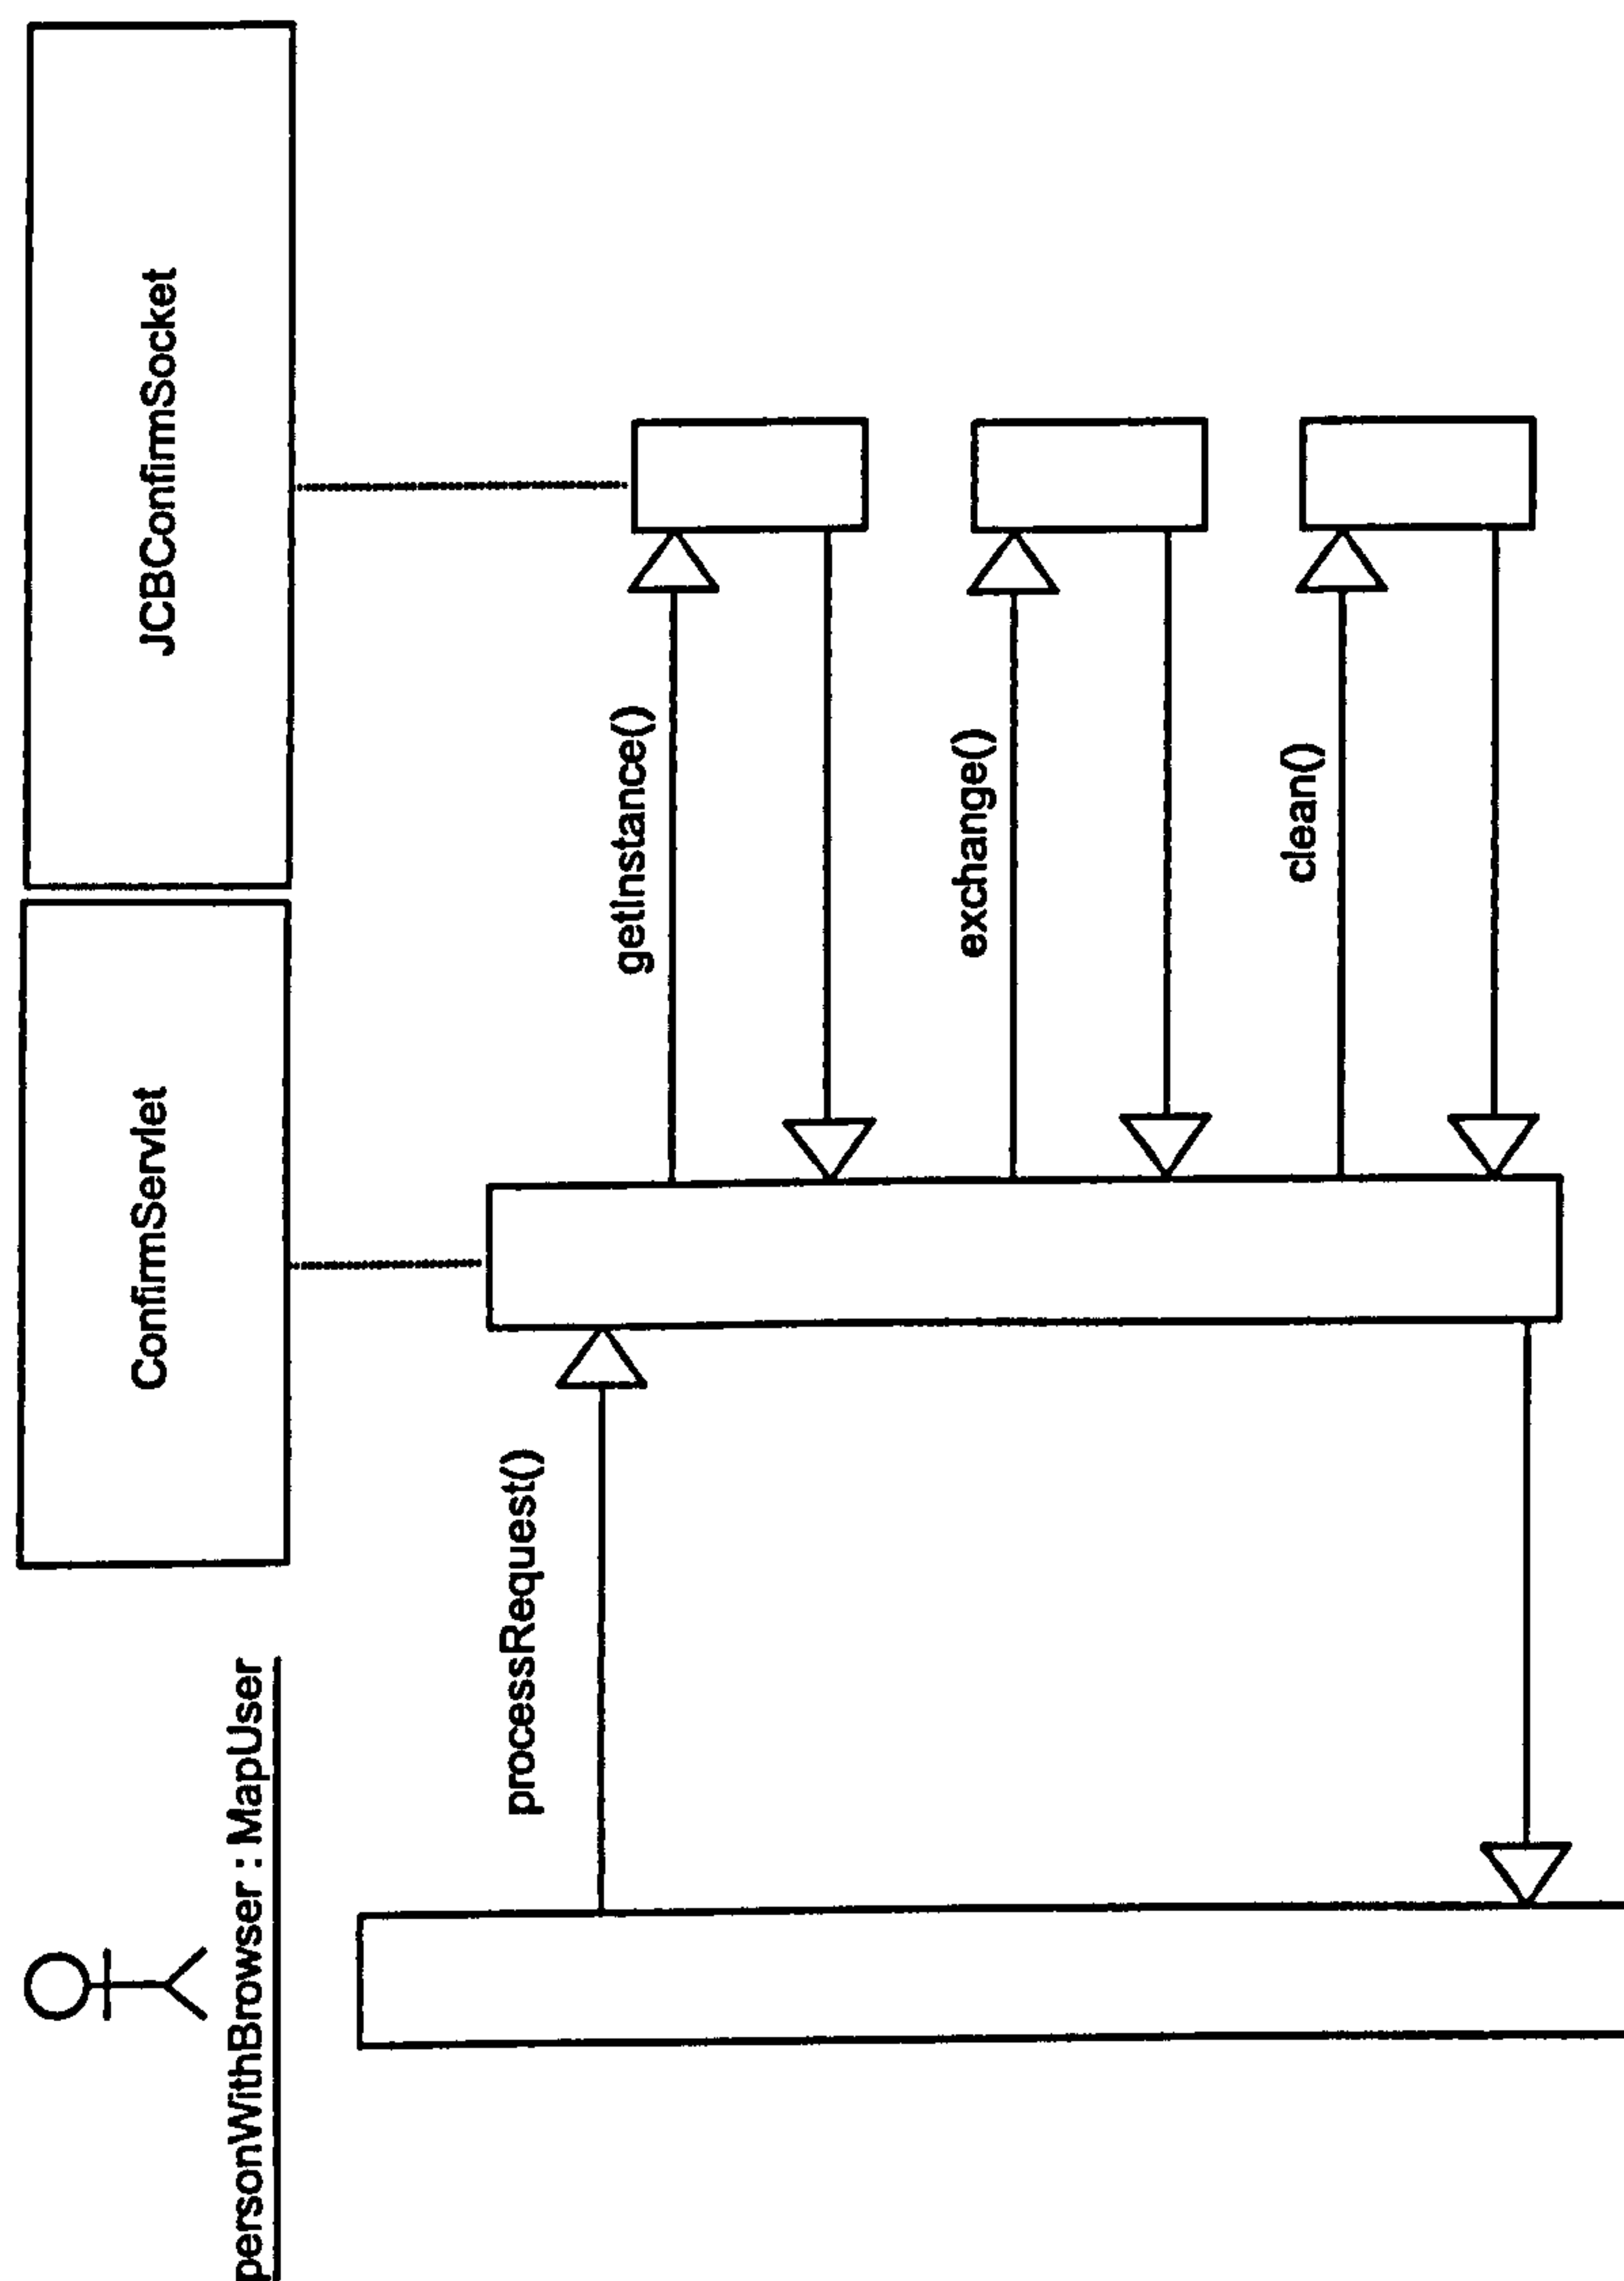 personWithBrowser : MapUser
ConfirmServlet
JCBConfirmSocket
processRequest()
getInstance()
exchange()
clean()